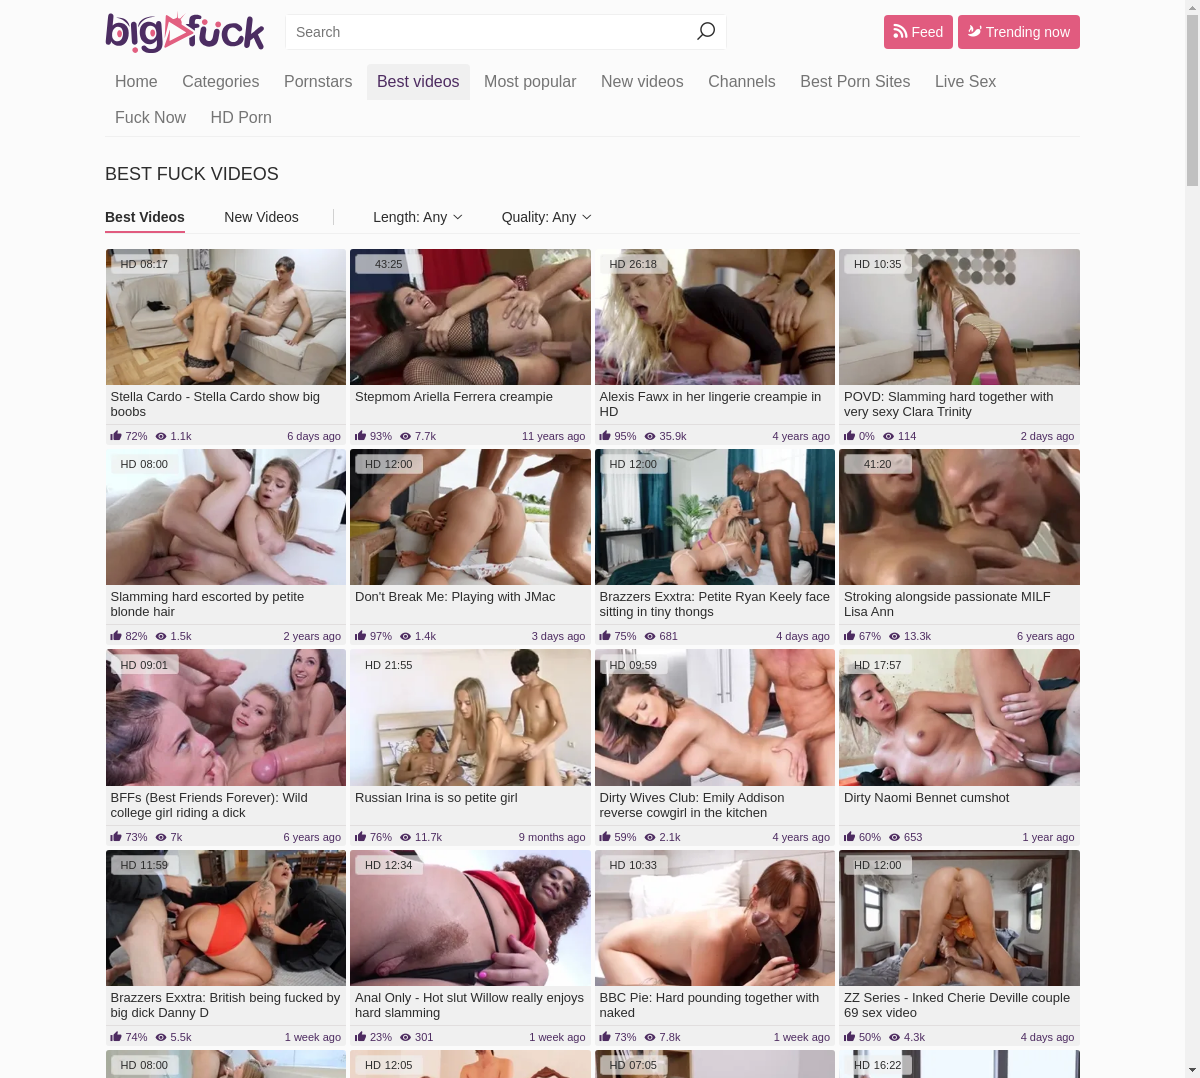 bigfuck
Search
Feed
Trending now
Home Categories Pornstars Best videos Most popular New videos Channels Best Porn Sites Live Sex
Fuck Now HD Porn
BEST FUCK VIDEOS
Best Videos New Videos Length: Any Quality: Any
HD 08:17
43:25
HD 26:18
HD 10:35
Stella Cardo - Stella Cardo show big
boobs
72% 1.1k 6 days ago
Stepmom Ariella Ferrera creampie
93% 7.7k 11 years ago
Alexis Fawx in her lingerie creampie in
HD
95% 35.9k 4 years ago
POVD: Slamming hard together with
very sexy Clara Trinity
0% 114 2 days ago
HD 08:00
HD 12:00
HD 12:00
41:20
Slamming hard escorted by petite
blonde hair
82% 1.5k 2 years ago
Don't Break Me: Playing with JMac
97% 1.4k 3 days ago
Brazzers Exxtra: Petite Ryan Keely face
sitting in tiny thongs
75% 681 4 days ago
Stroking alongside passionate MILF
Lisa Ann
67% 13.3k 6 years ago
HD 09:01
HD 21:55
HD 09:59
HD 17:57
BFFs (Best Friends Forever): Wild
college girl riding a dick
73% 7k 6 years ago
Russian Irina is so petite girl
76% 11.7k 9 months ago
Dirty Wives Club: Emily Addison
reverse cowgirl in the kitchen
59% 2.1k 4 years ago
Dirty Naomi Bennet cumshot
60% 653 1 year ago
HD 11:59
HD 12:34
HD 10:33
HD 12:00
Brazzers Exxtra: British being fucked by
big dick Danny D
74% 5.5k 1 week ago
Anal Only - Hot slut Willow really enjoys
hard slamming
23% 301 1 week ago
BBC Pie: Hard pounding together with
naked
73% 7.8k 1 week ago
ZZ Series - Inked Cherie Deville couple
69 sex video
50% 4.3k 4 days ago
HD 08:00
HD 12:05
HD 07:05
HD 16:22